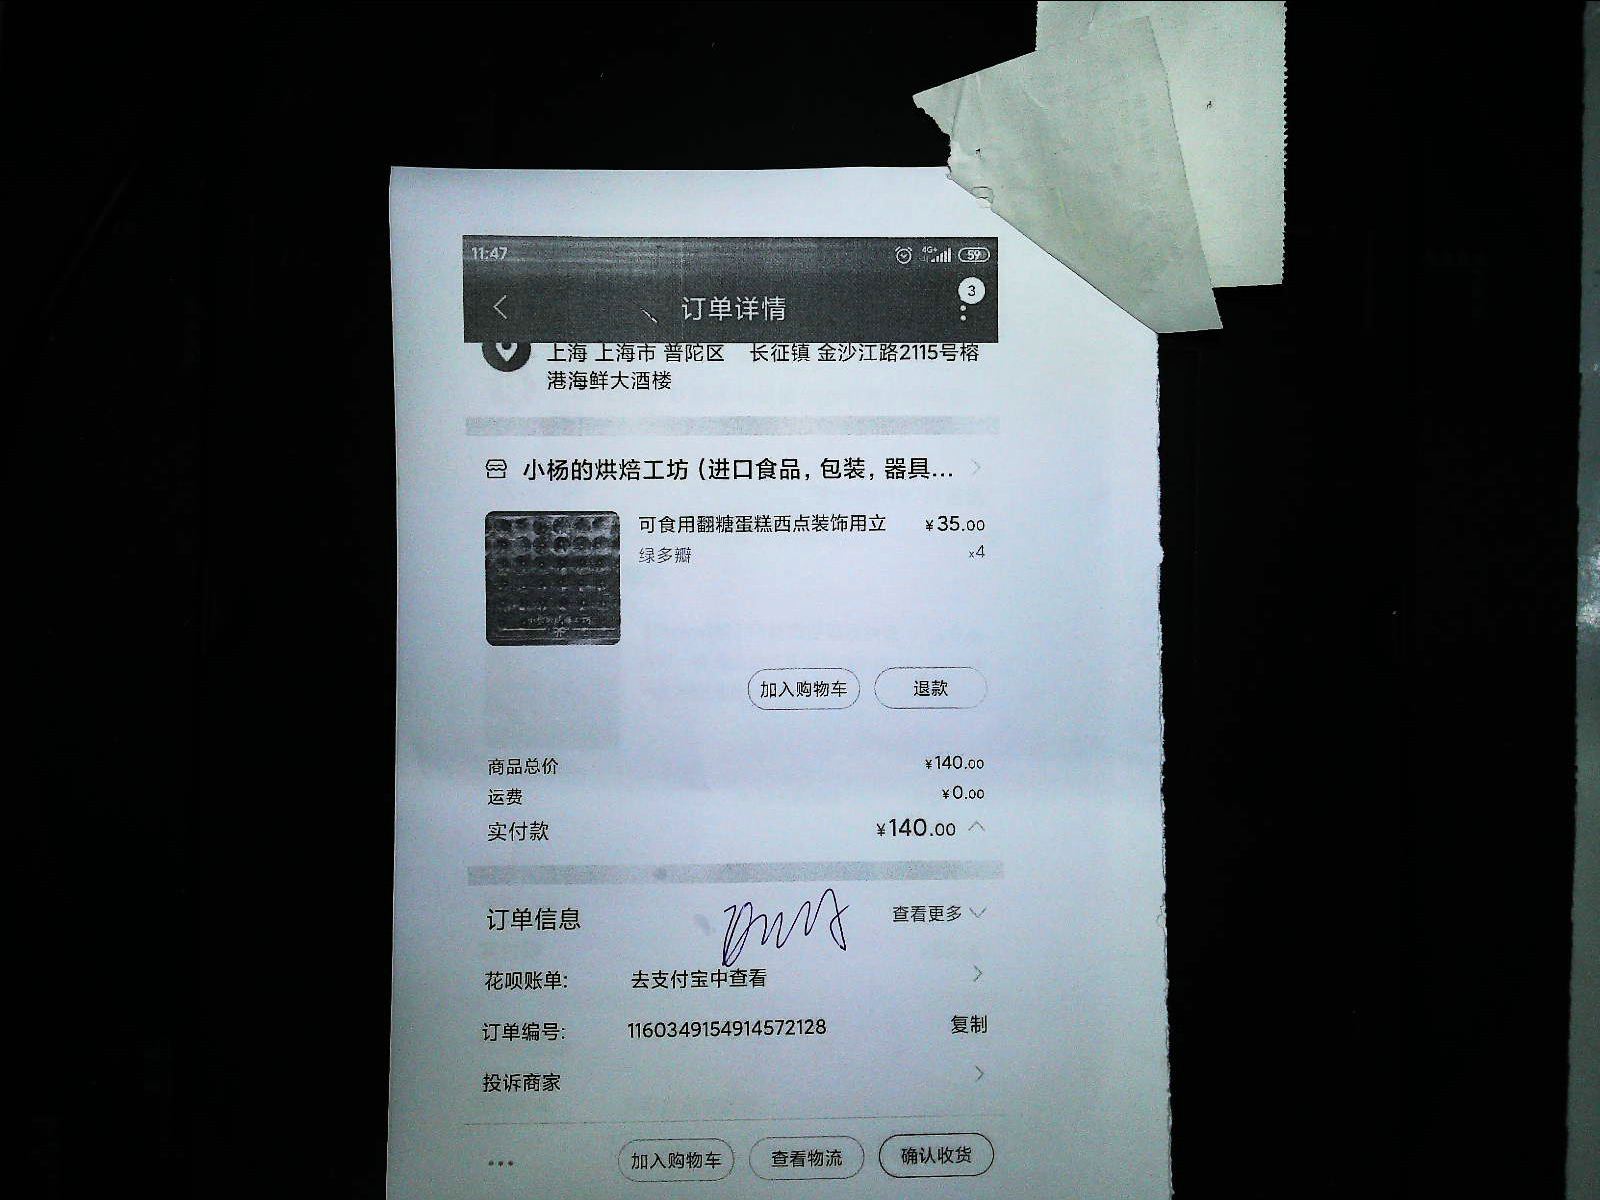 11:47
4G+
59
订单详情
3
上海 上海市 普陀区 长征镇 金沙江路2115号榕
港海鲜大酒楼
小杨的烘焙工坊（进口食品，包装，器具...
可食用翻糖蛋糕西点装饰用立
¥35.00
绿多瓣
x4
加入购物车
退款
商品总价
¥140.00
运费
¥0.00
实付款
¥140.00
订单信息
查看更多
花呗账单:
去支付宝中查看
订单编号:
1160349154914572128
复制
投诉商家
加入购物车
查看物流
确认收货